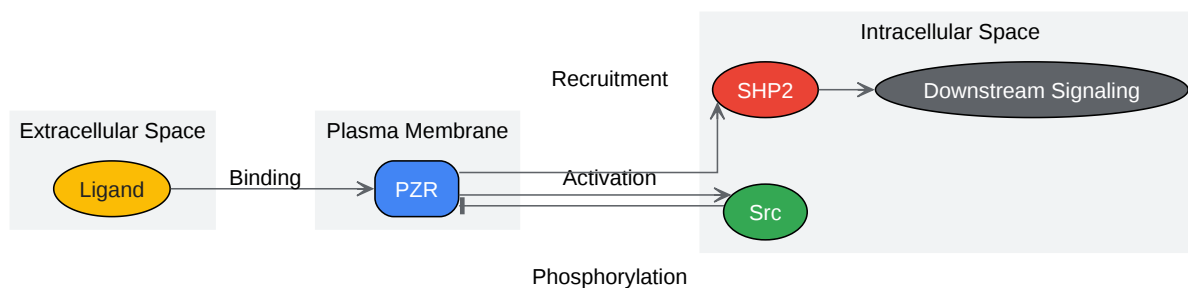 Intracellular Space
Recruitment
SHP2
Downstream Signaling
Extracellular Space
Plasma Membrane
Ligand
Binding
PZR
Activation
Src
Phosphorylation